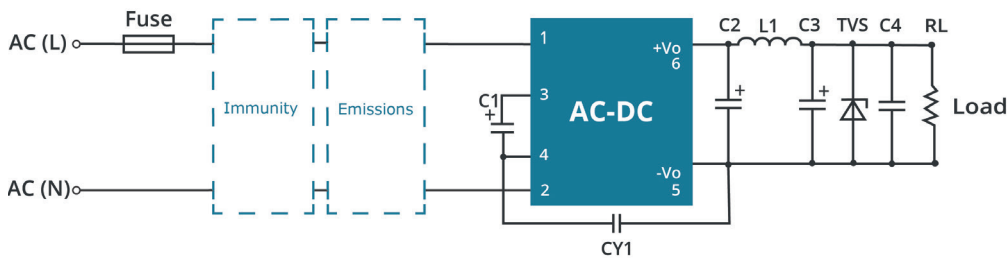 Fuse
AC (L)
C2 L1 C3 TVS C4 RL
1
+Vo
6
Immunity
Emissions
C1
+
3
AC-DC
+
+
Load
4
-Vo
5
AC (N)
2
CY1